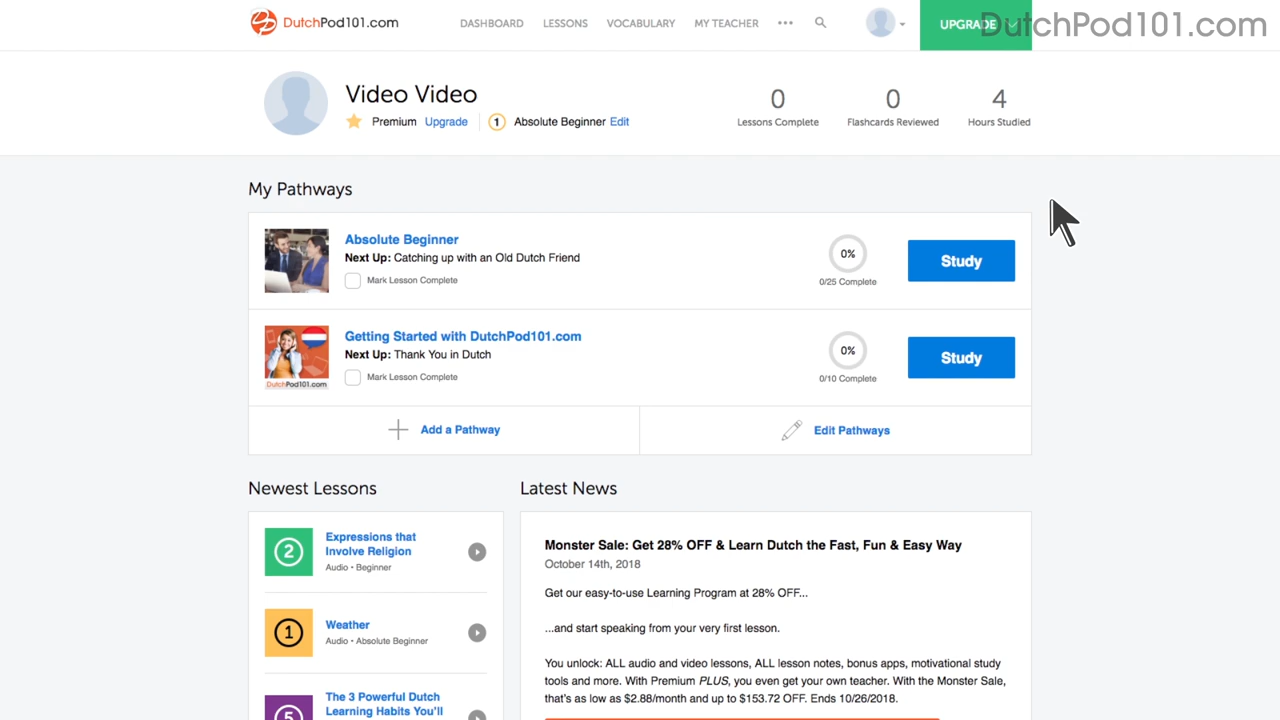 DutchPod101.com
DASHBOARD LESSONS VOCABULARY MY TEACHER ••• UPGRADE
DutchPod101.com
Video Video
Premium Upgrade 1 Absolute Beginner Edit
0 0 4
Lessons Complete Flashcards Reviewed Hours Studied
My Pathways
Absolute Beginner
Next Up: Catching up with an Old Dutch Friend
Mark Lesson Complete
0%
0/25 Complete
Study
Getting Started with DutchPod101.com
Next Up: Thank You in Dutch
Mark Lesson Complete
DutchPod101.com
0%
0/10 Complete
Study
Add a Pathway
Edit Pathways
Newest Lessons
2
Expressions that
Involve Religion
Audio • Beginner
1
Weather
Audio • Absolute Beginner
5
The 3 Powerful Dutch
Learning Habits You'll
Latest News
Monster Sale: Get 28% OFF & Learn Dutch the Fast, Fun & Easy Way
October 14th, 2018
Get our easy-to-use Learning Program at 28% OFF...
...and start speaking from your very first lesson.
You unlock: ALL audio and video lessons, ALL lesson notes, bonus apps, motivational study
tools and more. With Premium PLUS, you even get your own teacher. With the Monster Sale,
that's as low as $2.88/month and up to $153.72 OFF. Ends 10/26/2018.